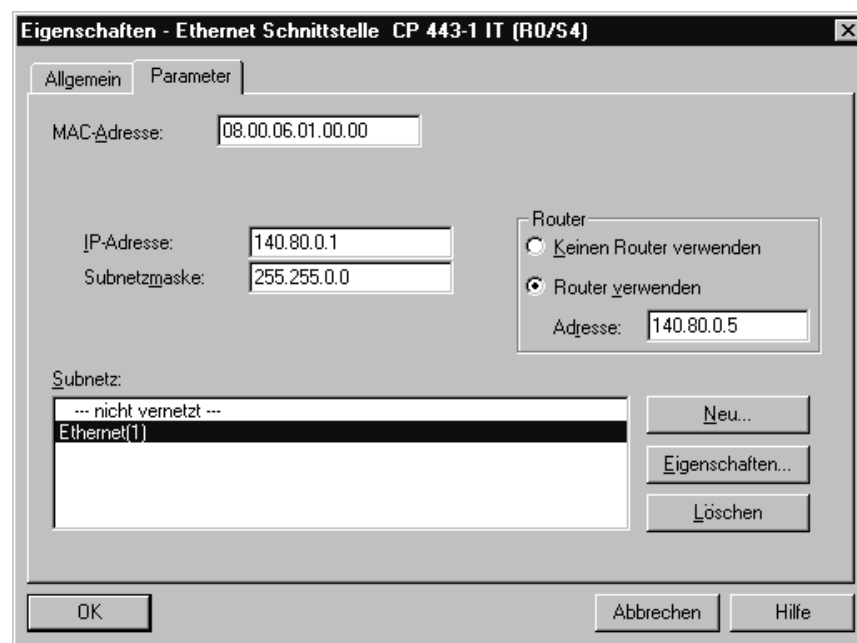 Eigenschaften - Ethernet Schnittstelle CP 443-1 IT (R0/S4)
Allgemein
Parameter
MAC-Adresse:
08.00.06.01.00.00
IP-Adresse:
140.80.0.1
Subnetzmaske:
255.255.0.0
Router
Keinen Router verwenden
Router verwenden
Adresse:
140.80.0.5
Subnetz:
--- nicht vernetzt ---
Ethernet(1)
Neu...
Eigenschaften...
Löschen
OK
Abbrechen
Hilfe